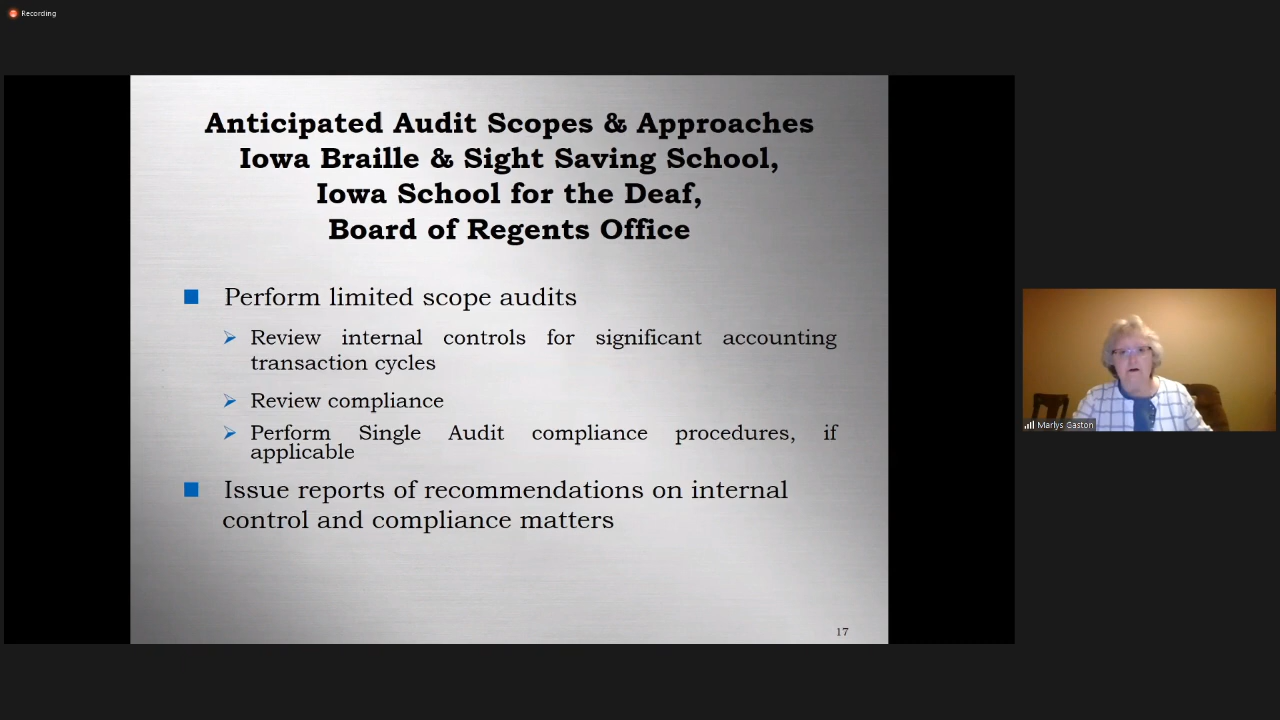 Recording
Anticipated Audit Scopes & Approaches
Iowa Braille & Sight Saving School,
Iowa School for the Deaf,
Board of Regents Office
Perform limited scope audits
Review internal controls for significant accounting
transaction cycles
Review compliance
Perform Single Audit compliance procedures, if
applicable
Issue reports of recommendations on internal
control and compliance matters
17
Marlys Gaston